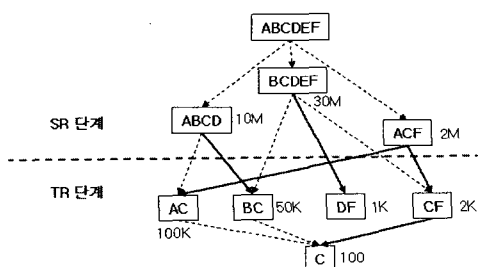 ABCDEF
BCDEF
30M
ABCD 10M
SR 단계
ACF 2M
TR 단계
AC BC 50K DF 1K CF 2K
100K
C 100